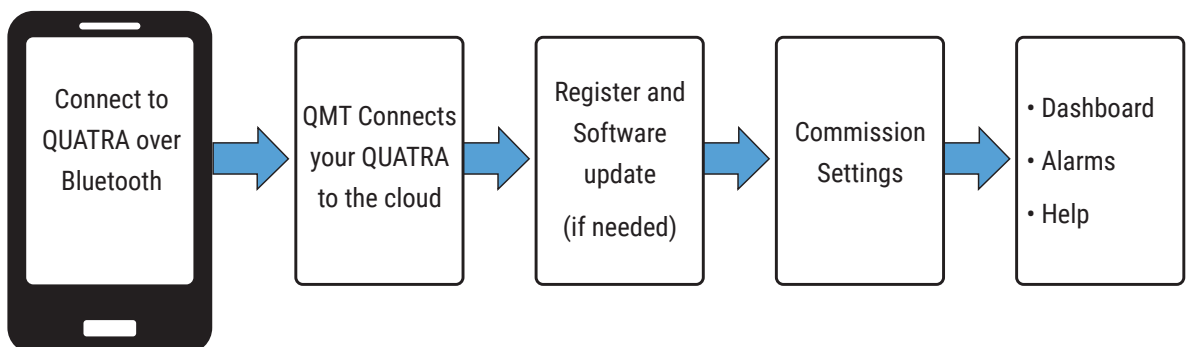 Connect to
QUATRA over
Bluetooth
QMT Connects
your QUATRA
to the cloud
Register and
Software
update
(if needed)
Commission
Settings
• Dashboard
• Alarms
• Help